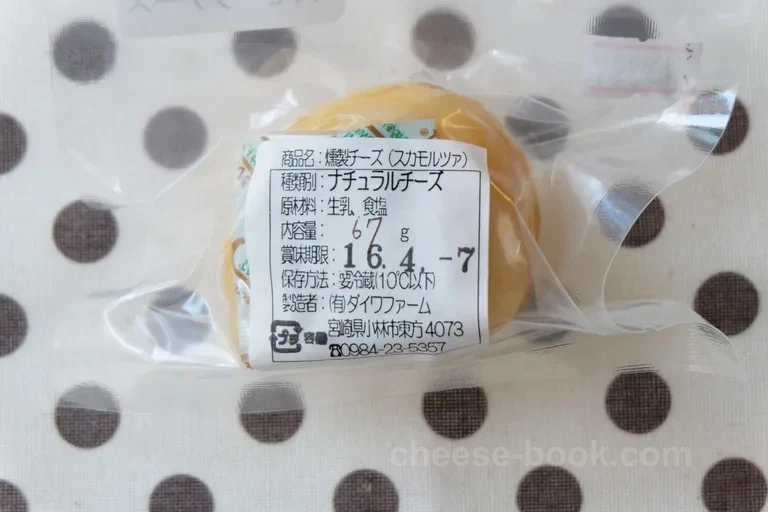 商品名：燻製チーズ（スカモルツァ）
種類別：ナチュラルチーズ
原材料：生乳、食塩
内容量： 67 g
賞味期限：16.4.-7
保存方法：要冷蔵(10℃以下)
製造者：(有)ダイワファーム
宮崎県小林市東方4073
プラ 容器
☎0984-23-5357
cheese-book.com